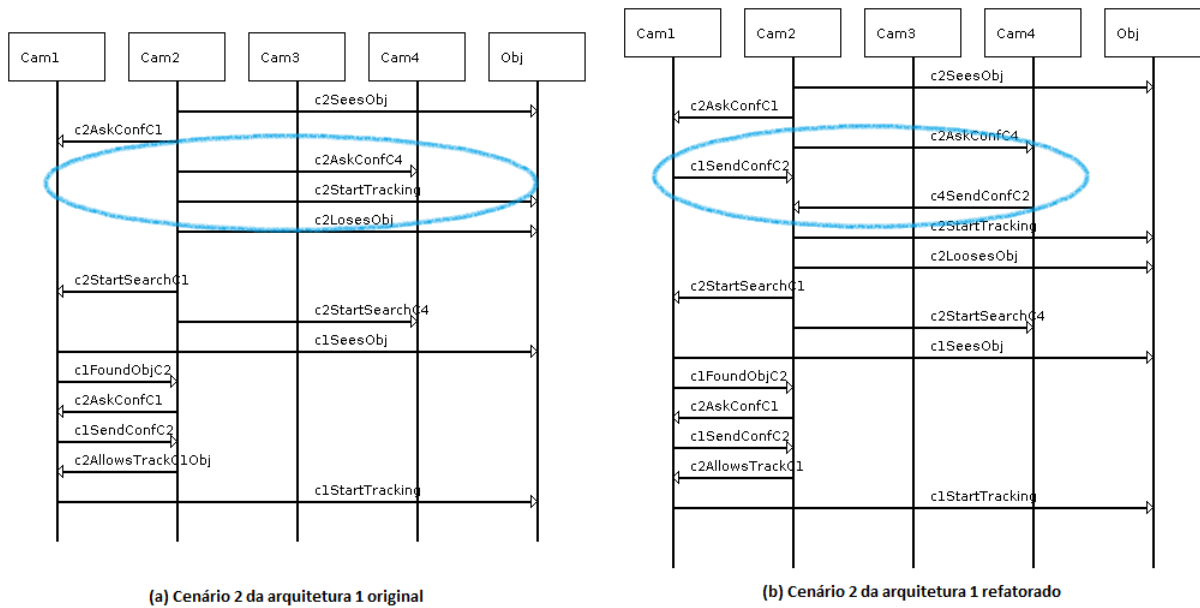 Cam1
Cam2
Cam3
Cam4
Obj
c2SeesObj
c2AskConfC1
c2AskConfC4
c2StartTracking
c2LosesObj
c2StartSearchC1
c2StartSearchC4
c1SeesObj
c1FoundObjC2
c2AskConfC1
c1SendConfC2
c2AllowsTrackC1Obj
c1StartTracking
(a) Cenário 2 da arquitetura 1 original
Cam1
Cam2
Cam3
Cam4
Obj
c2SeesObj
c2AskConfC1
c2AskConfC4
c1SendConfC2
c4SendConfC2
c2StartTracking
c2LoosesObj
c2StartSearchC1
c2StartSearchC4
c1SeesObj
c1FoundObjC2
c2AskConfC1
c1SendConfC2
c2AllowsTrackC1
c1StartTracking
(b) Cenário 2 da arquitetura 1 refatorado